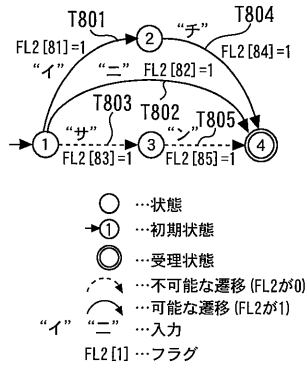 T801
T804
FL2 [81] =1
2
“チ”
FL2 [84] =1
“イ”
“ニ”
FL2 [82] =1
T803
T802
T805
“サ”
“ン”
1
3
4
FL2 [83] =1
FL2 [85] =1
…状態
1 …初期状態
…受理状態
…不可能な遷移 (FL2が0)
…可能な遷移 (FL2が1)
“イ” “ニ” …入力
FL2 [1] …フラグ